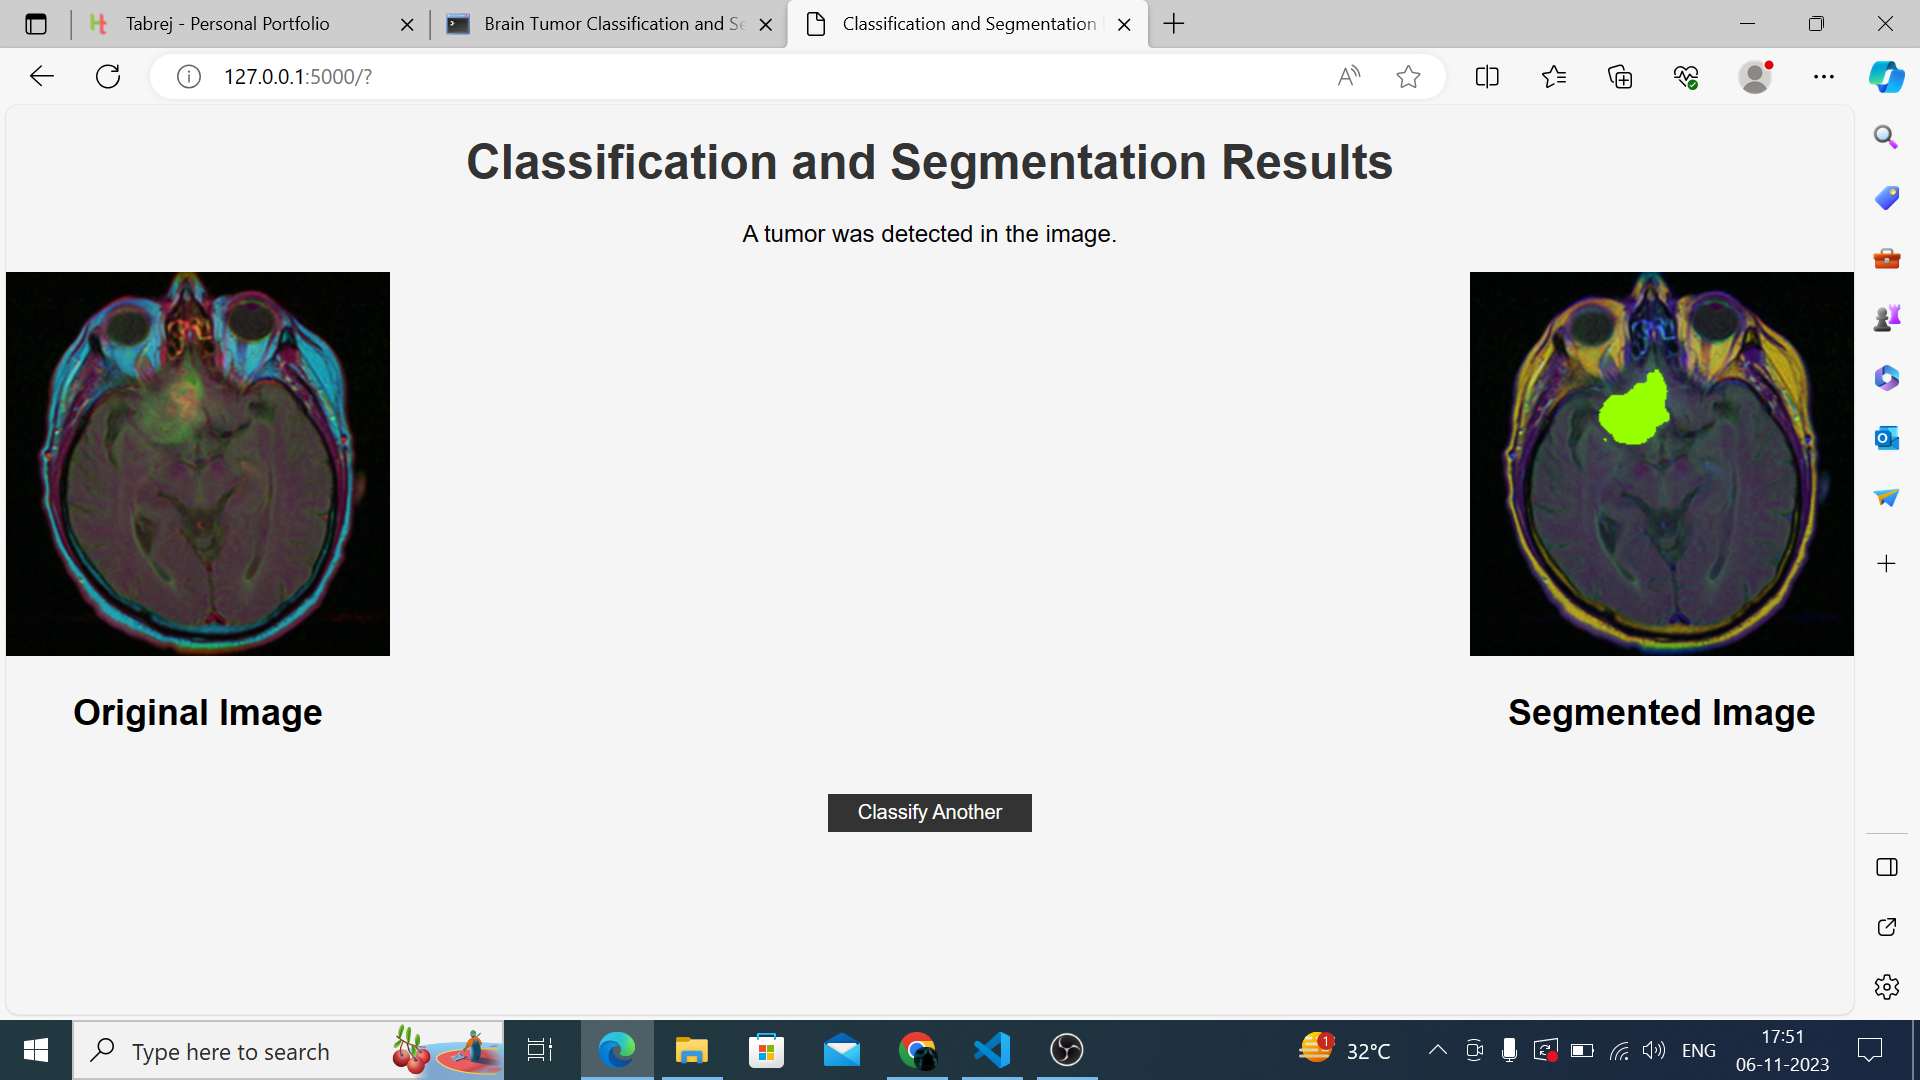 Tabrej - Personal Portfolio
Brain Tumor Classification and Se
Classification and Segmentation
127.0.0.1:5000/?
Classification and Segmentation Results
A tumor was detected in the image.
Original Image
Segmented Image
Classify Another
Type here to search
1
32°C
ENG
17:51
06-11-2023